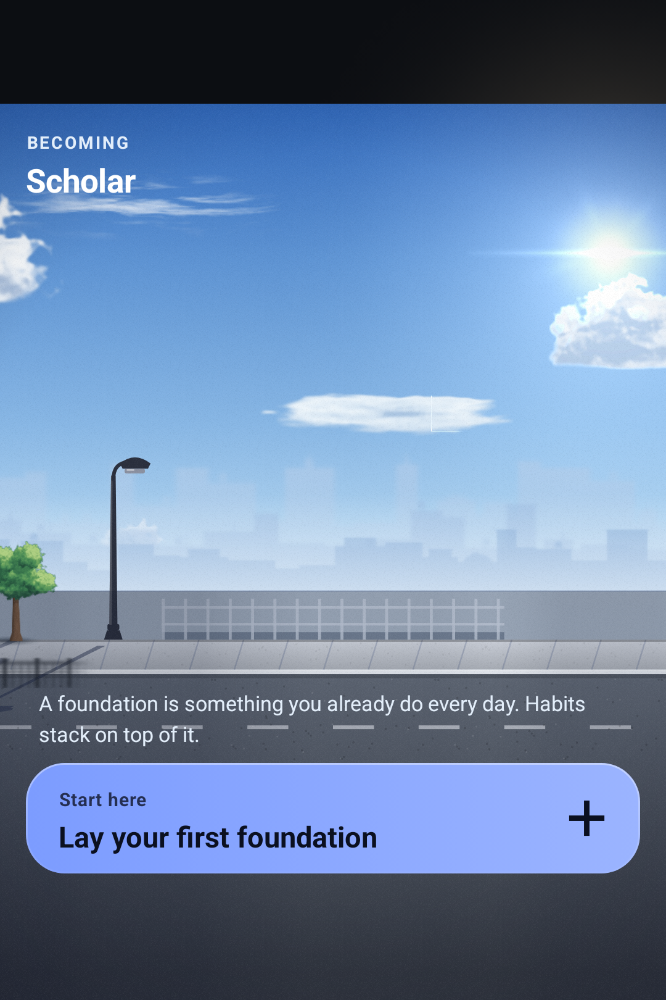 BECOMING
Scholar
A foundation is something you already do every day. Habits
stack on top of it.
Start here
Lay your first foundation